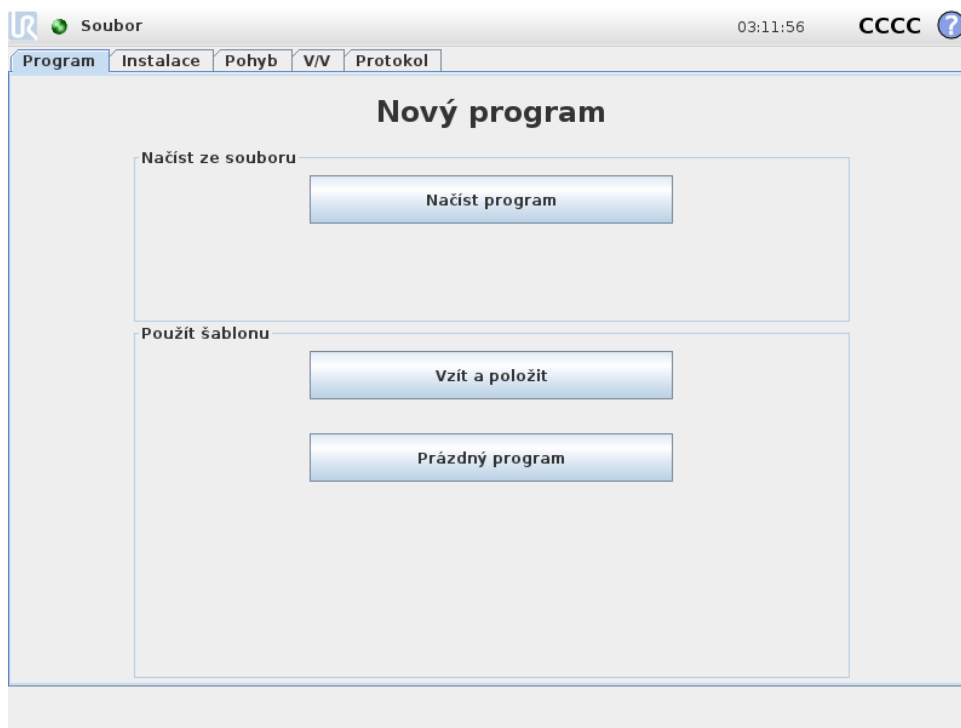 UR Soubor 03:11:56 CCCC ?
Program Instalace Pohyb V/V Protokol
Nový program
Načíst ze souboru
Načíst program
Použít šablonu
Vzít a položit
Prázdný program